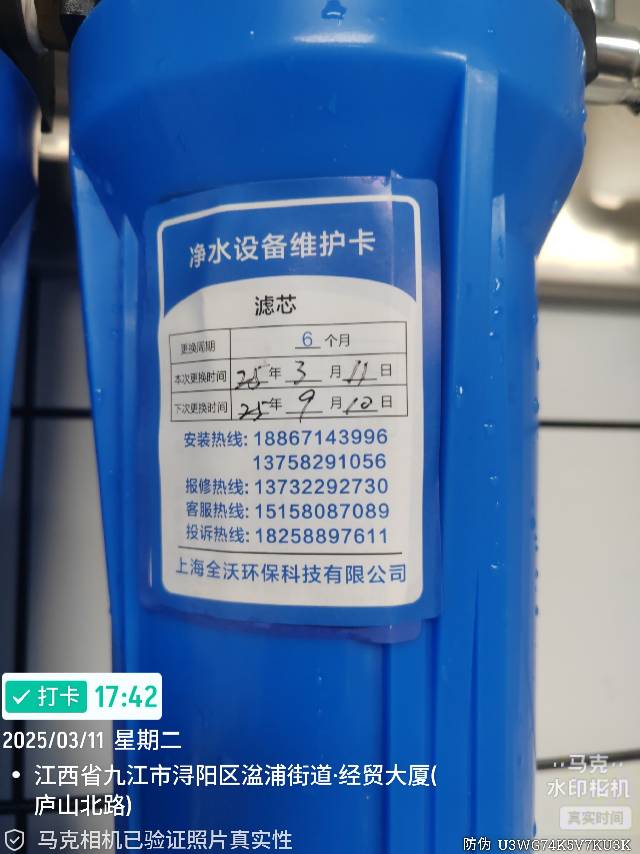 净水设备维护卡
滤芯
更换周期 6 个月
本次更换时间 25 年 3 月 11 日
下次更换时间 25 年 9 月 10 日
安装热线: 18867143996
13758291056
报修热线: 13732292730
客服热线: 15158087089
投诉热线: 18258897611
上海全沃环保科技有限公司
打卡 17:42
2025/03/11 星期二
江西省九江市浔阳区湓浦街道·经贸大厦(
庐山北路)
马克相机已验证照片真实性
马克
水印相机
真实时间
防伪 U3WG74K5V7KU3K